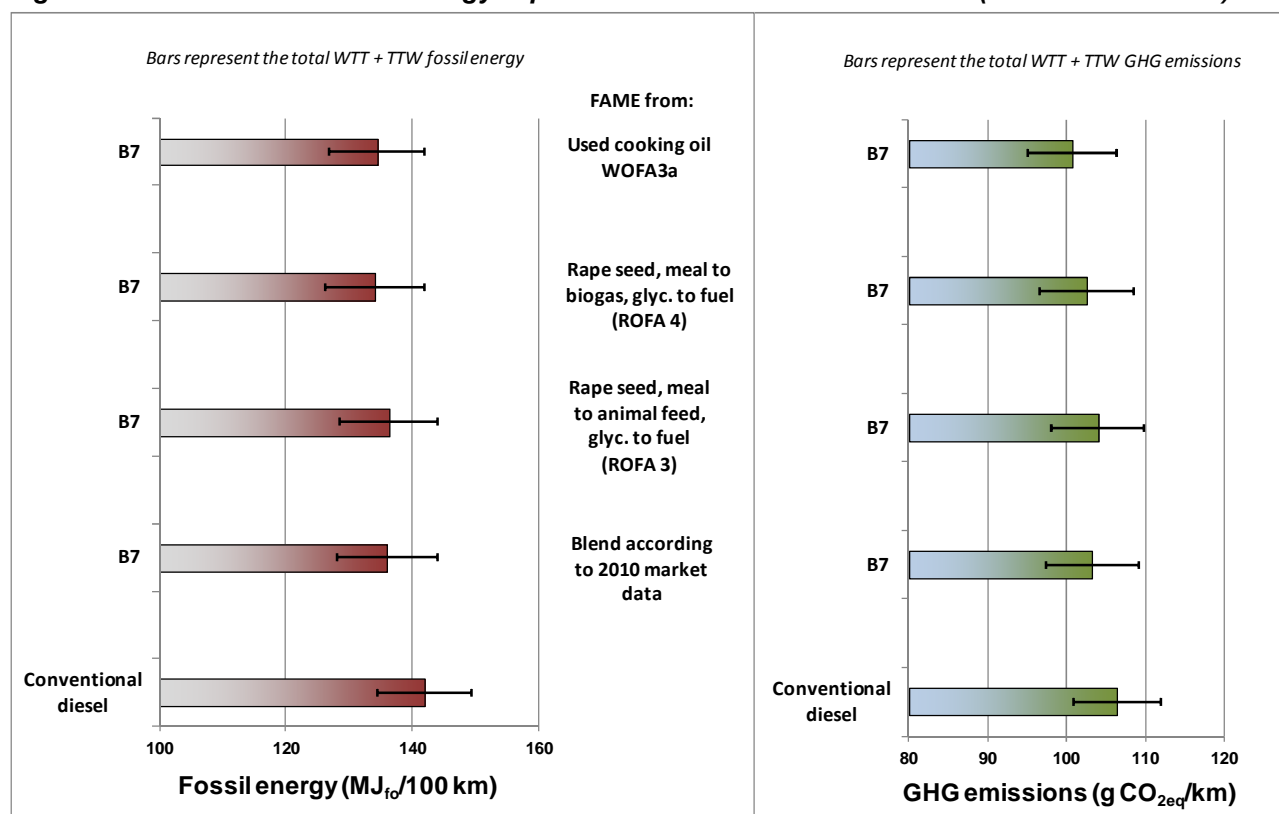 Bars represent the total WTT + TTW fossil energy
FAME from:
B7
Used cooking oil
WOFA3a
B7
Rape seed, meal to
biogas, glyc. to fuel
(ROFA 4)
B7
Rape seed, meal
to animal feed,
glyc. to fuel
(ROFA 3)
B7
Blend according
to 2010 market
data
Conventional
diesel
100 120 140 160
Fossil energy (MJfo/100 km)
Bars represent the total WTT + TTW GHG emissions
B7
B7
B7
B7
Conventional
diesel
80 90 100 110 120
GHG emissions (g CO2eq/km)